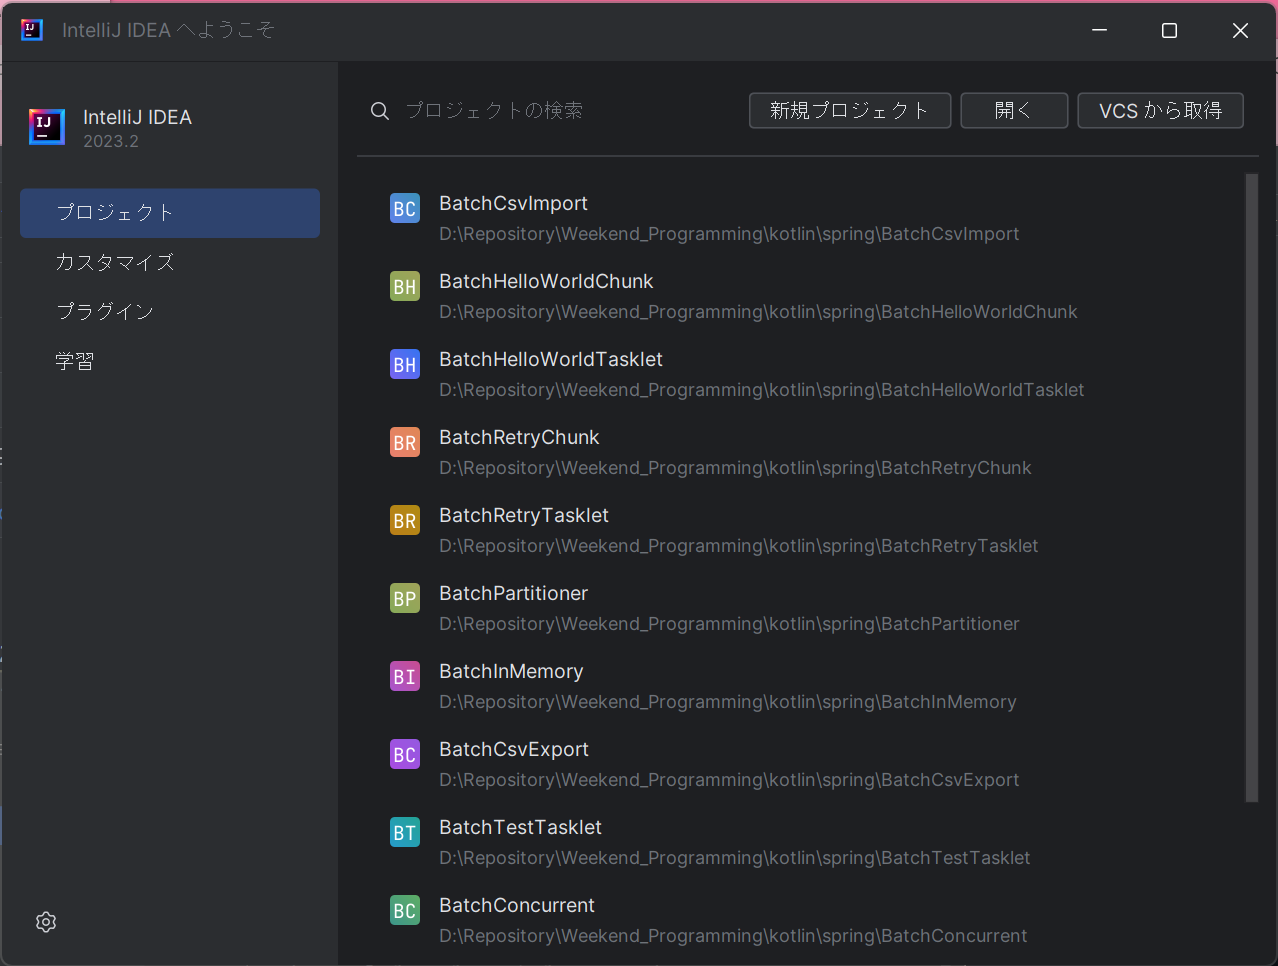 IntelliJ IDEA へようこそ
IntelliJ IDEA
2023.2
プロジェクト
カスタマイズ
プラグイン
学習
プロジェクトの検索
新規プロジェクト
開く
VCS から取得
BC
BatchCsvImport
D:\Repository\Weekend_Programming\kotlin\spring\BatchCsvImport
BH
BatchHelloWorldChunk
D:\Repository\Weekend_Programming\kotlin\spring\BatchHelloWorldChunk
BH
BatchHelloWorldTasklet
D:\Repository\Weekend_Programming\kotlin\spring\BatchHelloWorldTasklet
BR
BatchRetryChunk
D:\Repository\Weekend_Programming\kotlin\spring\BatchRetryChunk
BR
BatchRetryTasklet
D:\Repository\Weekend_Programming\kotlin\spring\BatchRetryTasklet
BP
BatchPartitioner
D:\Repository\Weekend_Programming\kotlin\spring\BatchPartitioner
BI
BatchInMemory
D:\Repository\Weekend_Programming\kotlin\spring\BatchInMemory
BC
BatchCsvExport
D:\Repository\Weekend_Programming\kotlin\spring\BatchCsvExport
BT
BatchTestTasklet
D:\Repository\Weekend_Programming\kotlin\spring\BatchTestTasklet
BC
BatchConcurrent
D:\Repository\Weekend_Programming\kotlin\spring\BatchConcurrent